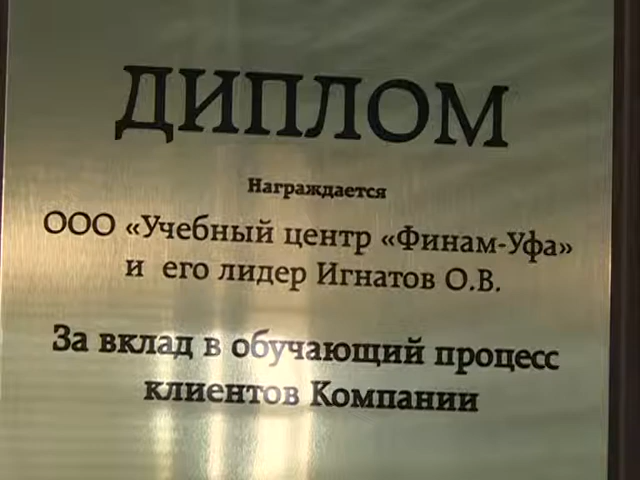 ДИПЛОМ
Награждается
ООО «Учебный центр «Финам-Уфа»
и его лидер Игнатов О.В.
За вклад в обучающий процесс
клиентов Компании